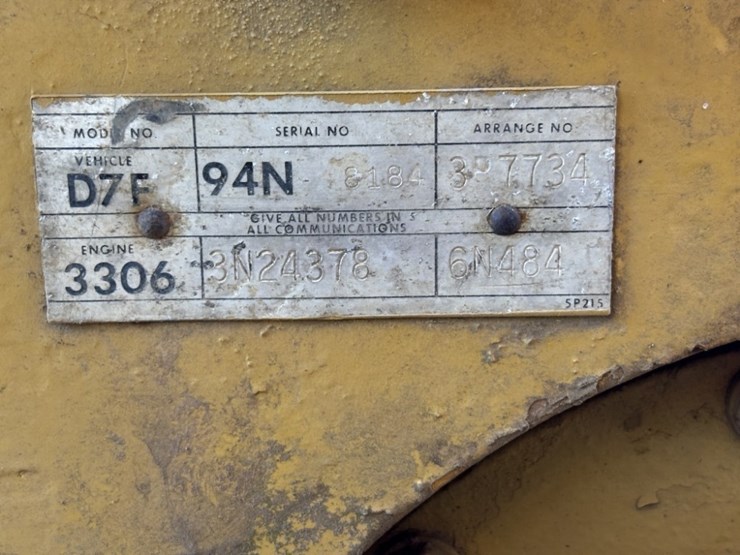 MODEL NO SERIAL NO ARRANGE NO
VEHICLE
D7F 94N 8184 3P7734
GIVE ALL NUMBERS IN
ALL COMMUNICATIONS
ENGINE
3306 3N24378 6N484
SP215